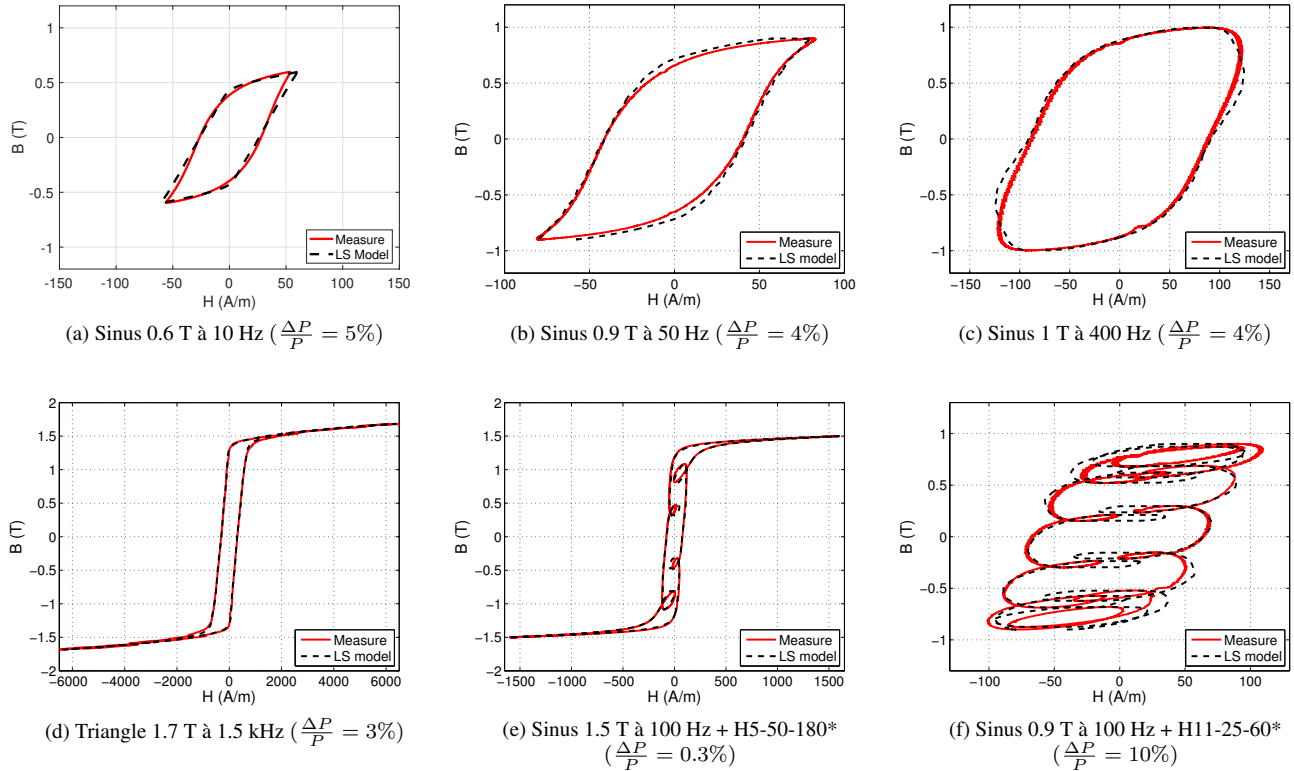 1
0.5
0
-0.5
-1
B (T)
-150 -100 -50 0 50 100 150
H (A/m)
Measure
LS Model
(a) Sinus 0.6 T à 10 Hz ( ΔP/P = 5%)
1
0.5
0
−0.5
−1
B (T)
−100 −50 0 50 100
H (A/m)
Measure
LS model
(b) Sinus 0.9 T à 50 Hz ( ΔP/P = 4%)
1
0.5
0
−0.5
−1
B (T)
−150 −100 −50 0 50 100 150
H (A/m)
Measure
LS model
(c) Sinus 1 T à 400 Hz ( ΔP/P = 4%)
2
1.5
1
0.5
0
−0.5
−1
−1.5
−2
B (T)
−6000 −4000 −2000 0 2000 4000 6000
H (A/m)
Measure
LS model
(d) Triangle 1.7 T à 1.5 kHz ( ΔP/P = 3%)
2
1.5
1
0.5
0
−0.5
−1
−1.5
−2
B (T)
−1500 −1000 −500 0 500 1000 1500
H (A/m)
Measure
LS model
(e) Sinus 1.5 T à 100 Hz + H5-50-180*
( ΔP/P = 0.3%)
1
0.5
0
−0.5
−1
B (T)
−100 −50 0 50 100
H (A/m)
Measure
LS model
(f) Sinus 0.9 T à 100 Hz + H11-25-60*
( ΔP/P = 10%)